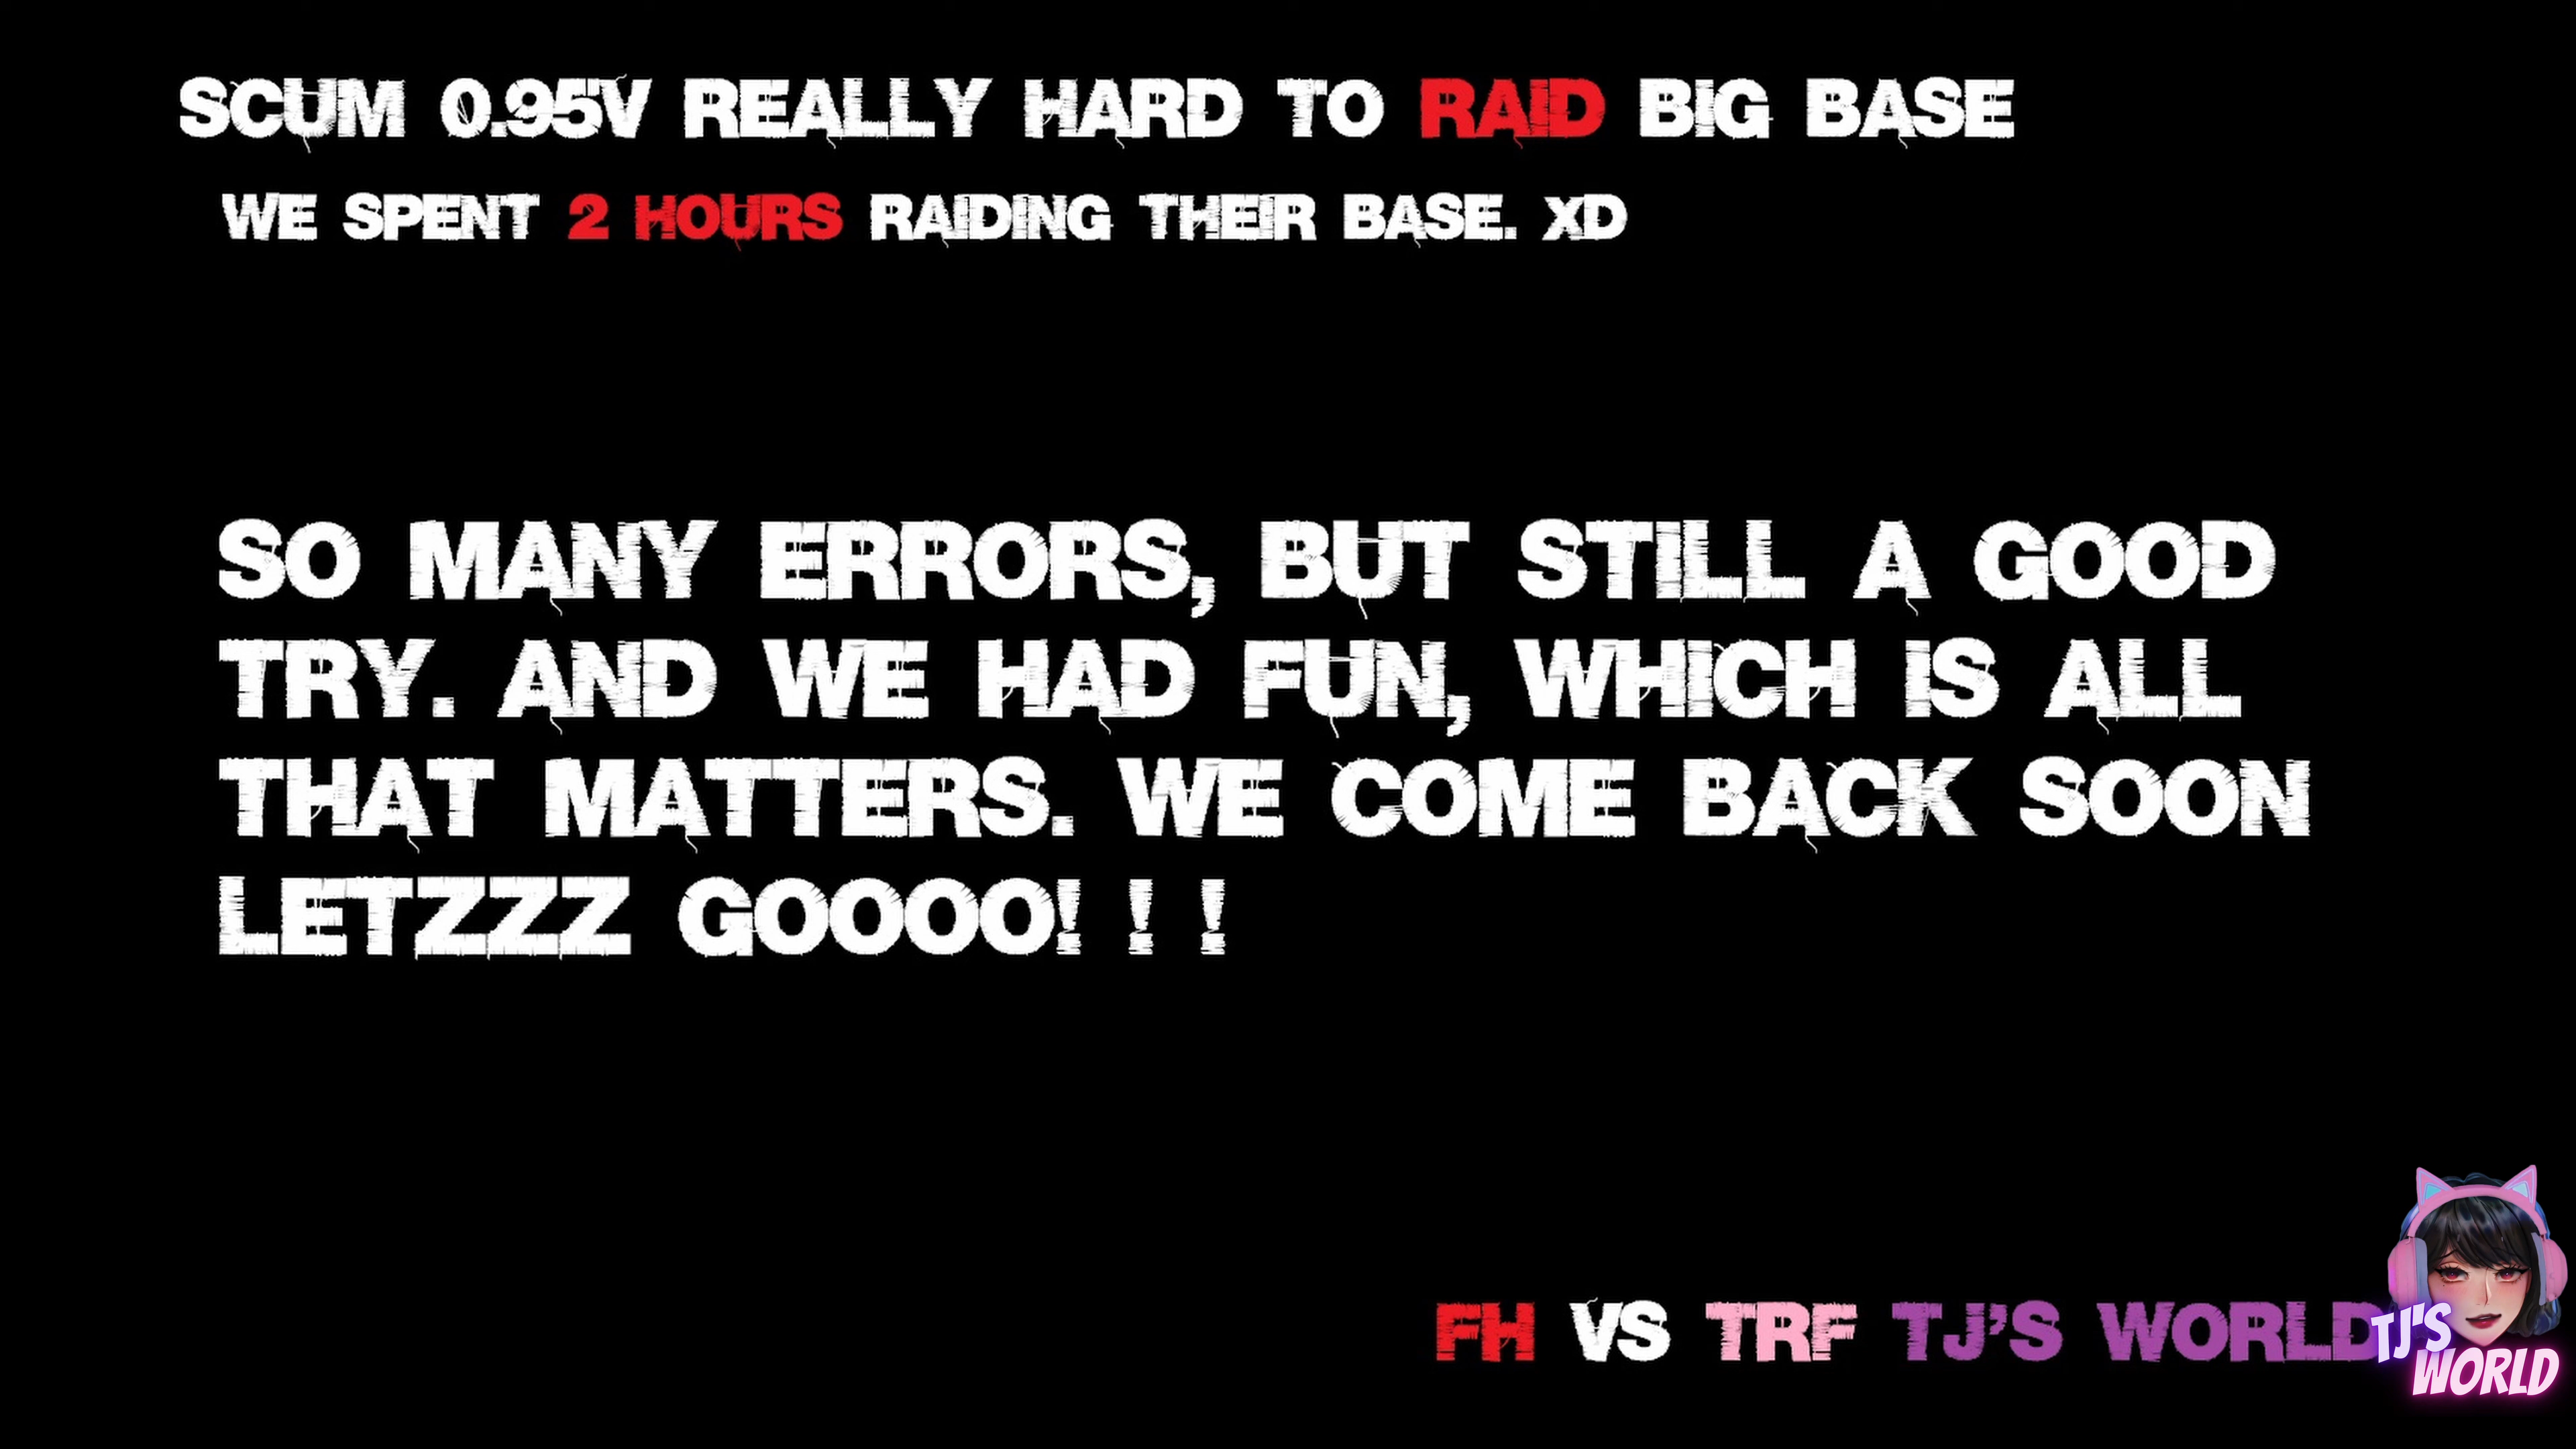 SCUM 0.95V REALLY HARD TO RAID BIG BASE
WE SPENT 2 HOURS RAIDING THEIR BASE. XD
SO MANY ERRORS, BUT STILL A GOOD
TRY. AND WE HAD FUN, WHICH IS ALL
THAT MATTERS. WE COME BACK SOON
LETZZZ GOOOO! ! !
FH VS TRF TJ'S WORLD
TJ'S
WORLD